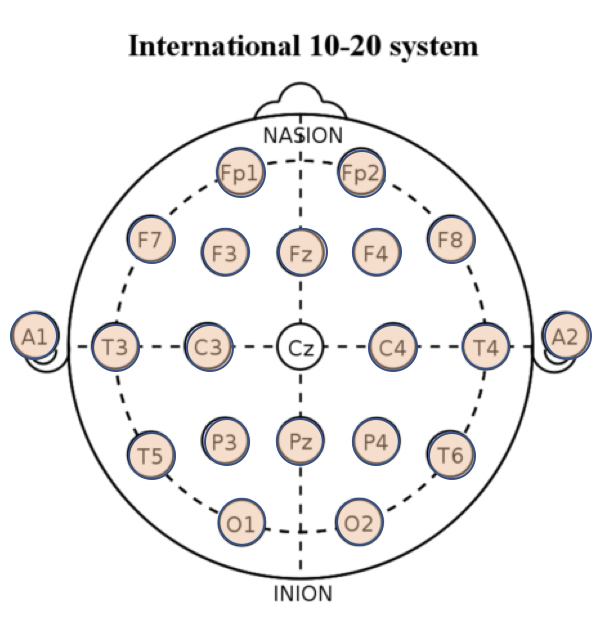 International 10-20 system
NASION
Fp1 Fp2
F7 F3 Fz F4 F8
A1 T3 C3 Cz C4 T4 A2
T5 P3 Pz P4 T6
O1 O2
INION